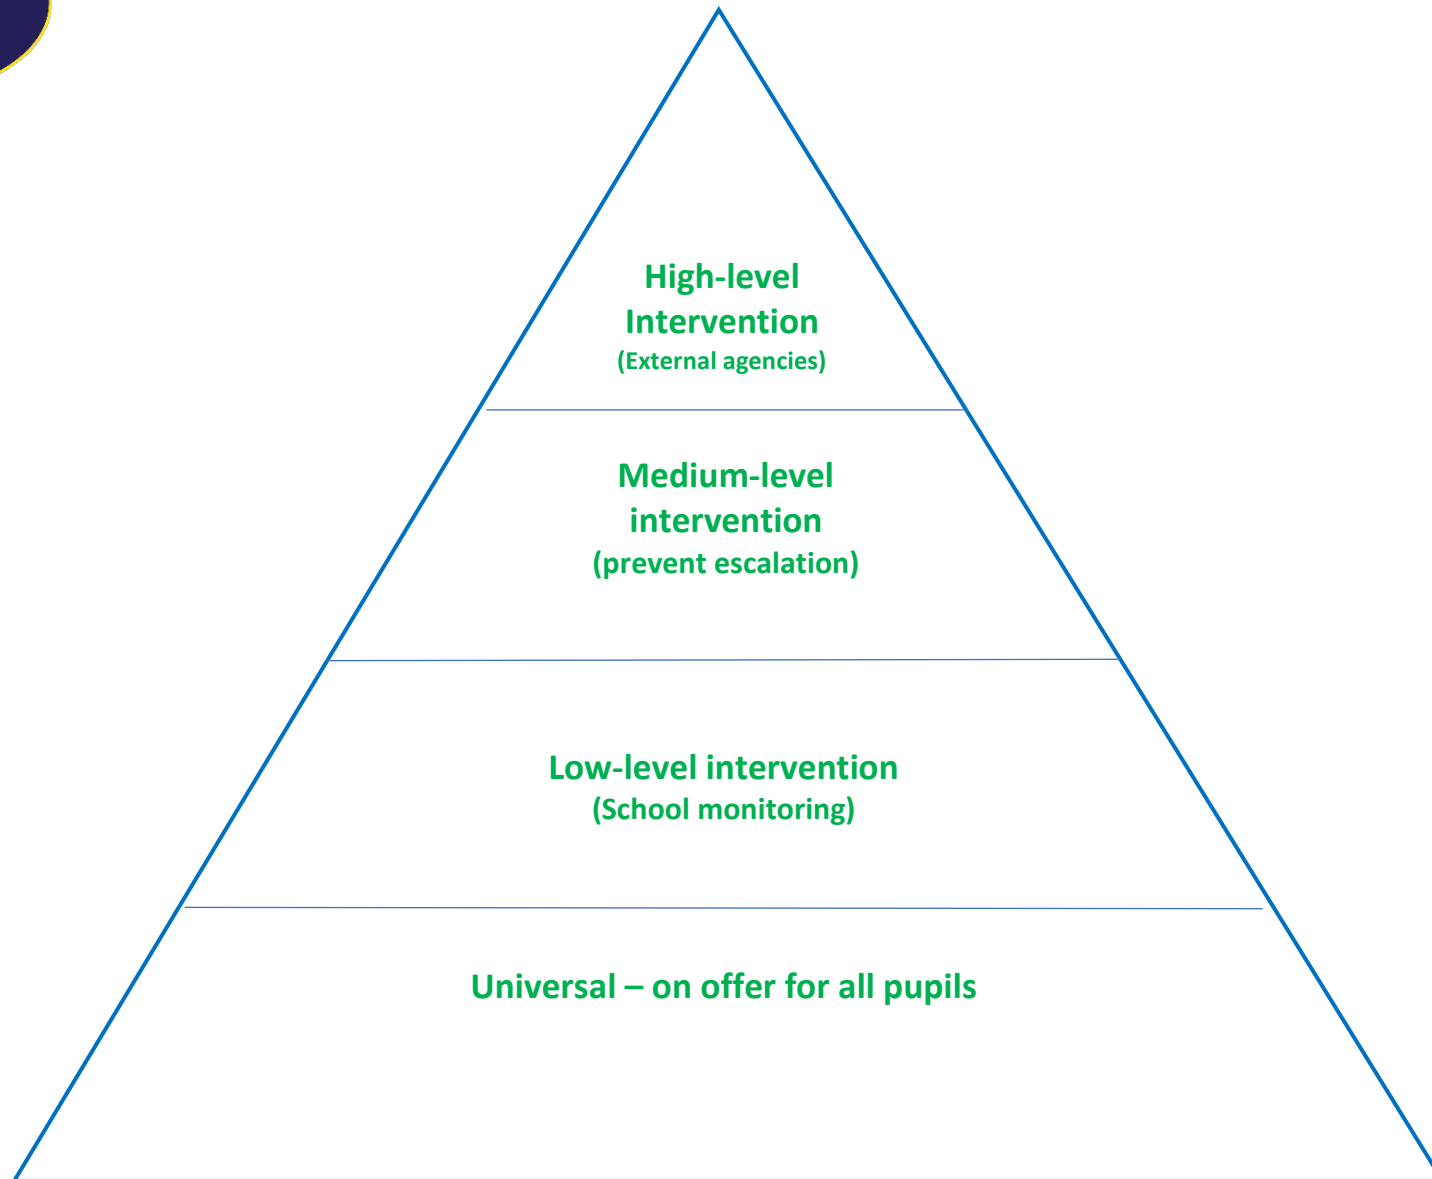 High-level
Intervention
(External agencies)
Medium-level
intervention
(prevent escalation)
Low-level intervention
(School monitoring)
Universal – on offer for all pupils